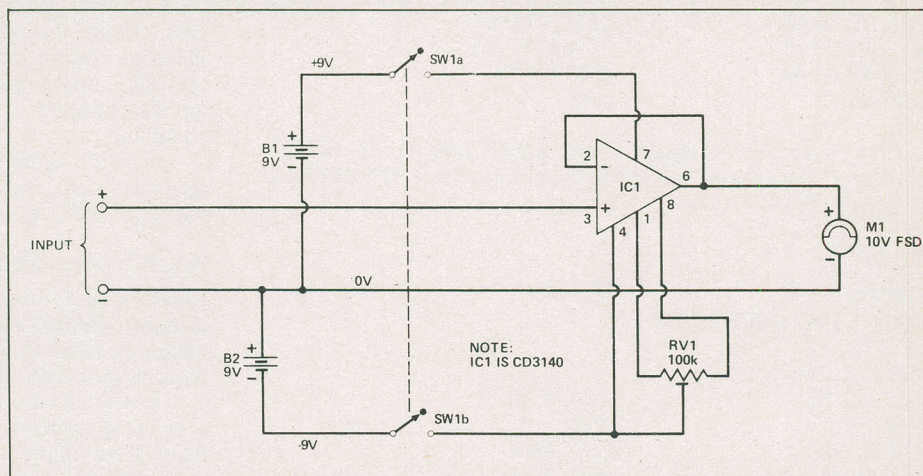 +9V
SW1a
B1
9V
+
-
2
-
7
IC1
6
+
3
4
1
8
+
INPUT
-
0V
+
M1
10V FSD
-
B2
9V
+
-
NOTE:
IC1 IS CD3140
RV1
100k
SW1b
-9V